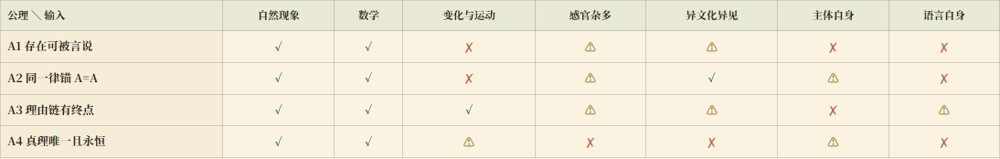 公理 ╲ 输入 自然现象 数学 变化与运动 感官杂多 异文化异见 主体自身 语言自身
A1 存在可被言说 √ √ ✗ ⚠ ⚠ ✗ ✗
A2 同一律锚 A=A √ √ ✗ ⚠ √ ⚠ ✗
A3 理由链有终点 √ √ √ ⚠ ⚠ ✗ ⚠
A4 真理唯一且永恒 √ √ ⚠ ✗ ✗ ⚠ ✗